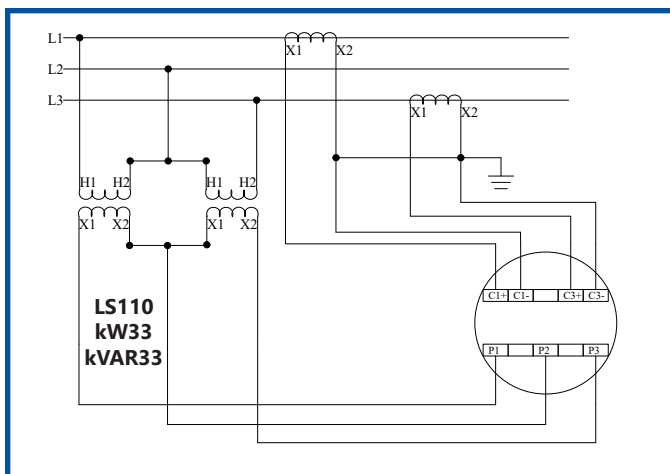 L1
X1 X2
L2
L3
X1 X2
H1 H2 H1 H2
X1 X2 X1 X2
LS110
kW33
kVAR33
C1+ C1- C3+ C3-
P1 P2 P3